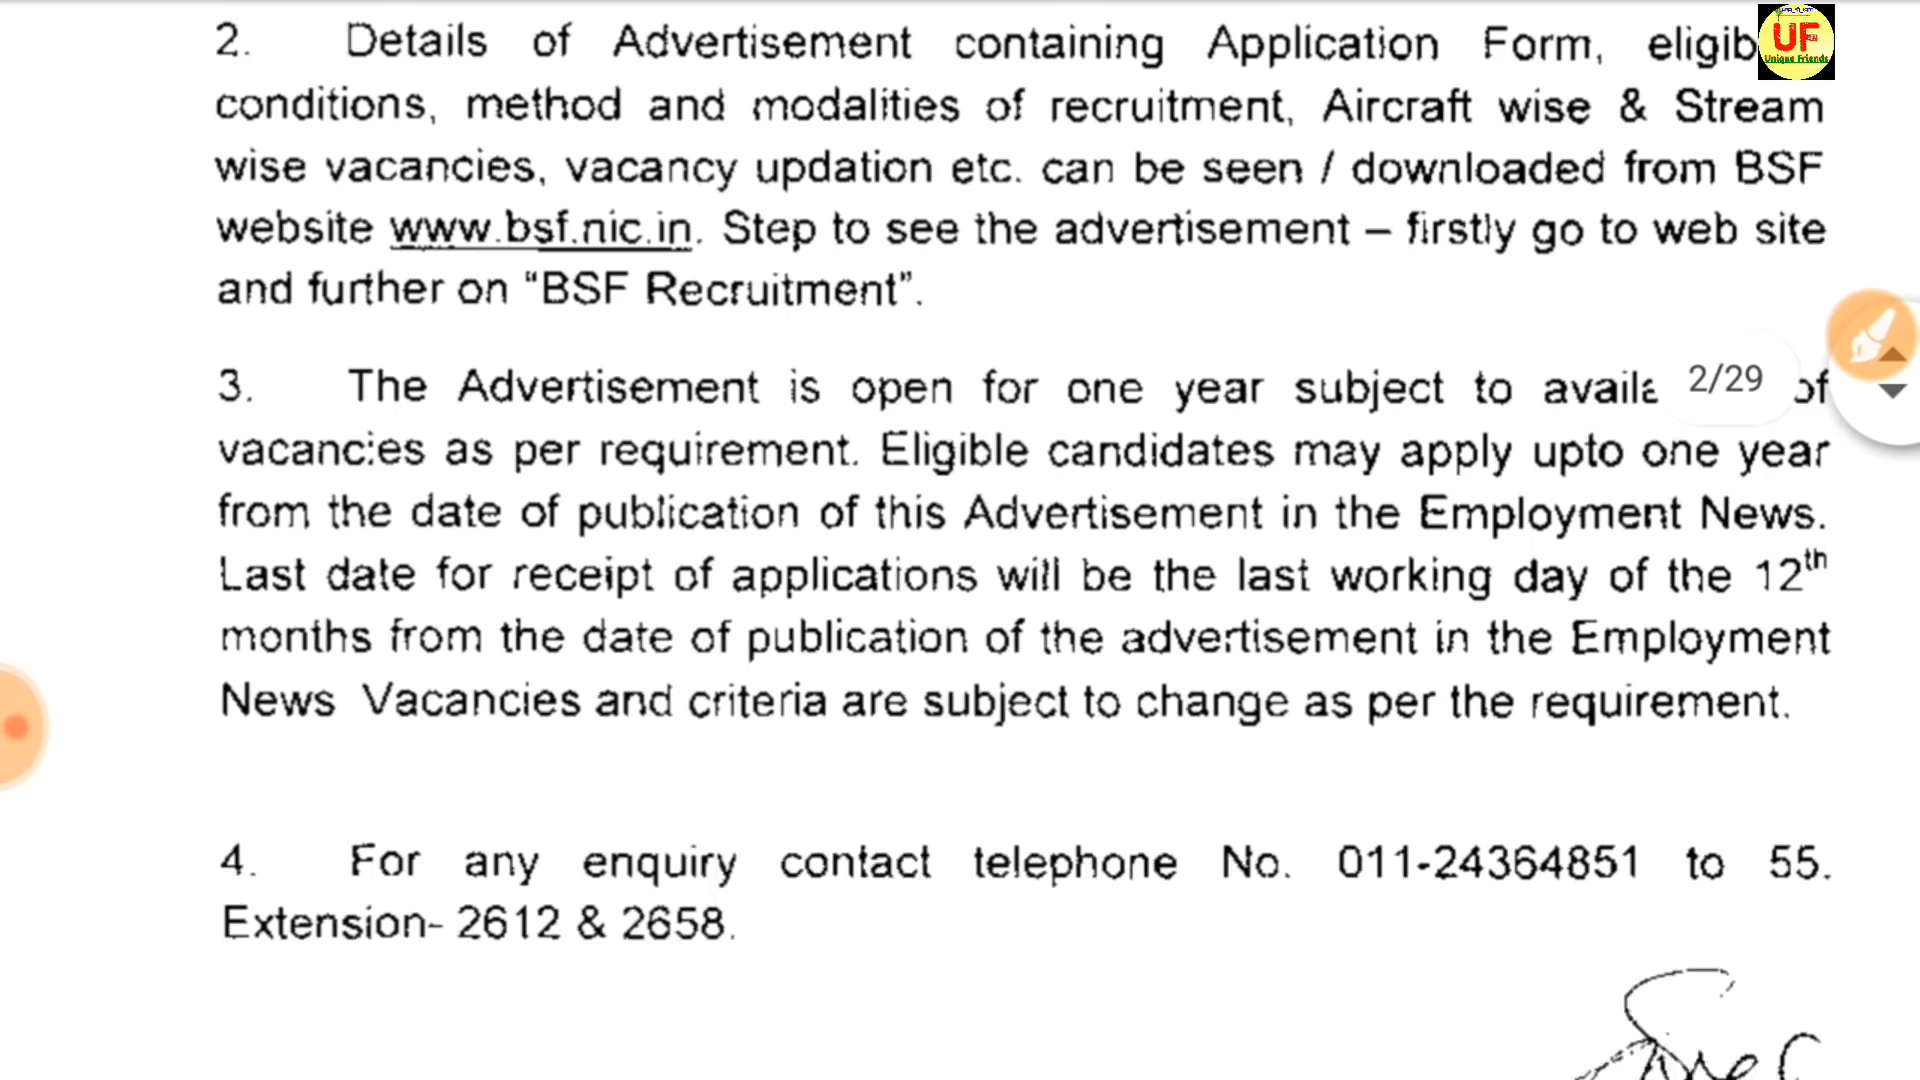 2. Details of Advertisement containing Application Form,
conditions, method and modalities of recruitment, Aircraft wise & Stream
wise vacancies, vacancy updation etc. can be seen / downloaded from BSF
website www.bsf.nic.in. Step to see the advertisement – firstly go to web site
and further on “BSF Recruitment”.
3. The Advertisement is open for one year subject to of
vacancies as per requirement. Eligible candidates may apply upto one year
from the date of publication of this Advertisement in the Employment News.
Last date for receipt of applications will be the last working day of the 12th
months from the date of publication of the advertisement in the Employment
News Vacancies and criteria are subject to change as per the requirement.
4. For any enquiry contact telephone No. 011-24364851 to 55.
Extension- 2612 & 2658.
UF
Unique Friends
2/29